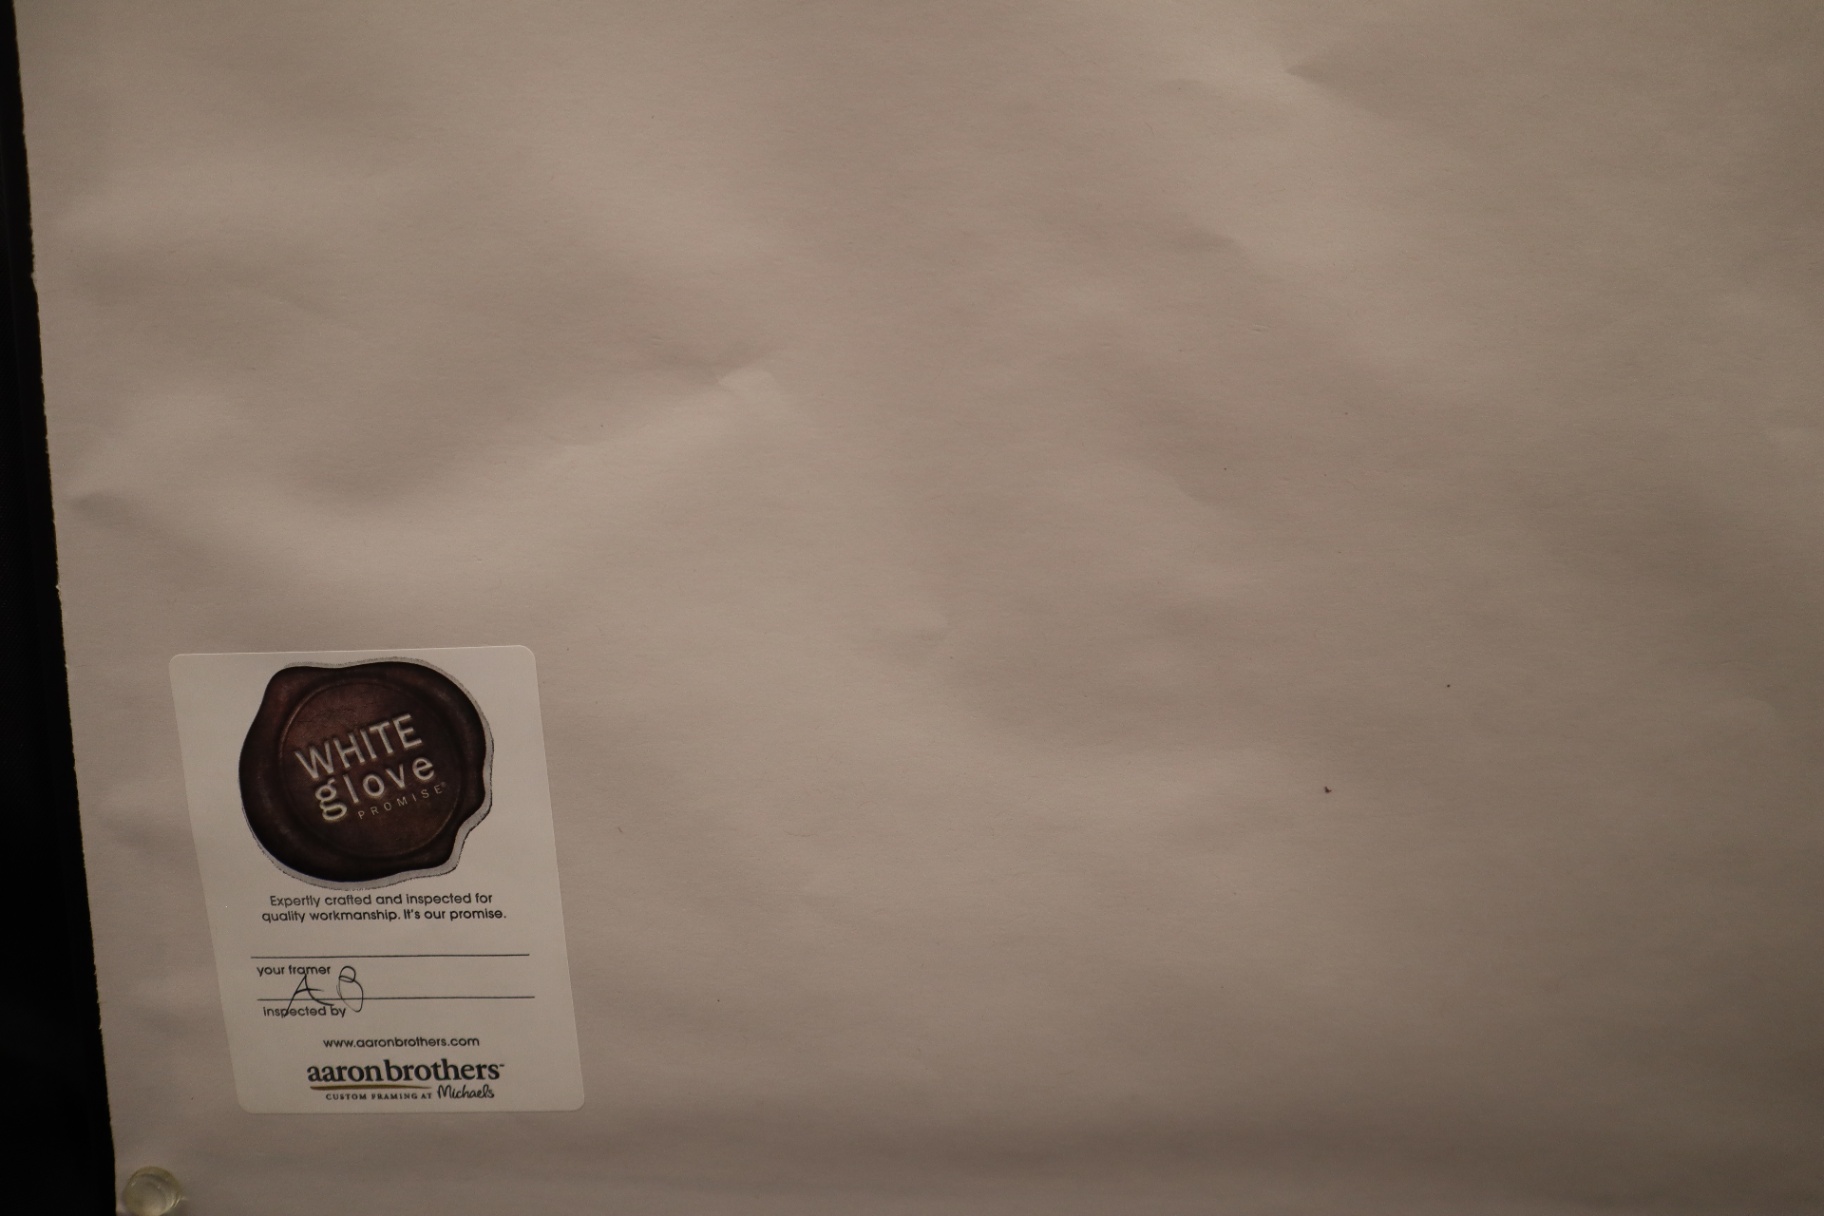 WHITE
glove
PROMISE®
Expertly crafted and inspected for
quality workmanship. It's our promise.
your framer
A B
inspected by
www.aaronbrothers.com
aaronbrothers
CUSTOM FRAMING AT Michaels